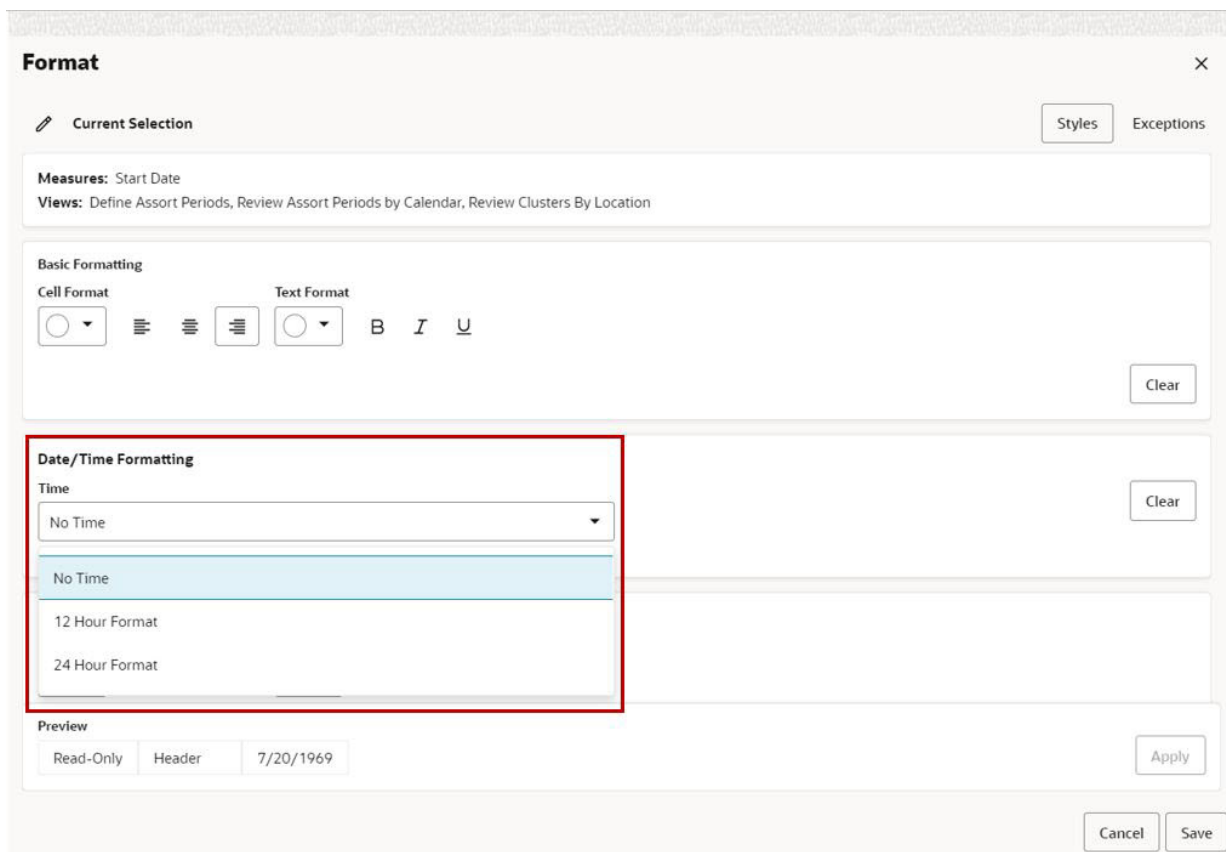 Format
Current Selection Styles Exceptions
Measures: Start Date
Views: Define Assort Periods, Review Assort Periods by Calendar, Review Clusters By Location
Basic Formatting
Cell Format Text Format
B I U
Clear
Date/Time Formatting
Time
No Time
Clear
No Time
12 Hour Format
24 Hour Format
Preview
Read-Only Header 7/20/1969
Apply
Cancel Save